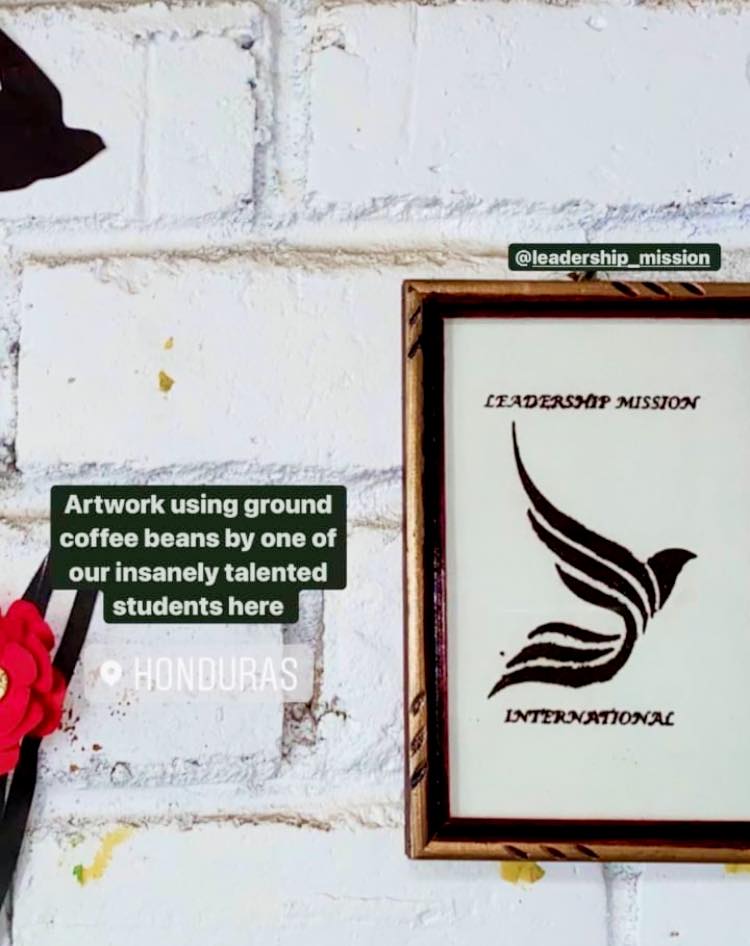 @leadership_mission
LEADERSHIP MISSION
Artwork using ground
coffee beans by one of
our insanely talented
students here
HONDURAS
INTERNATIONAL